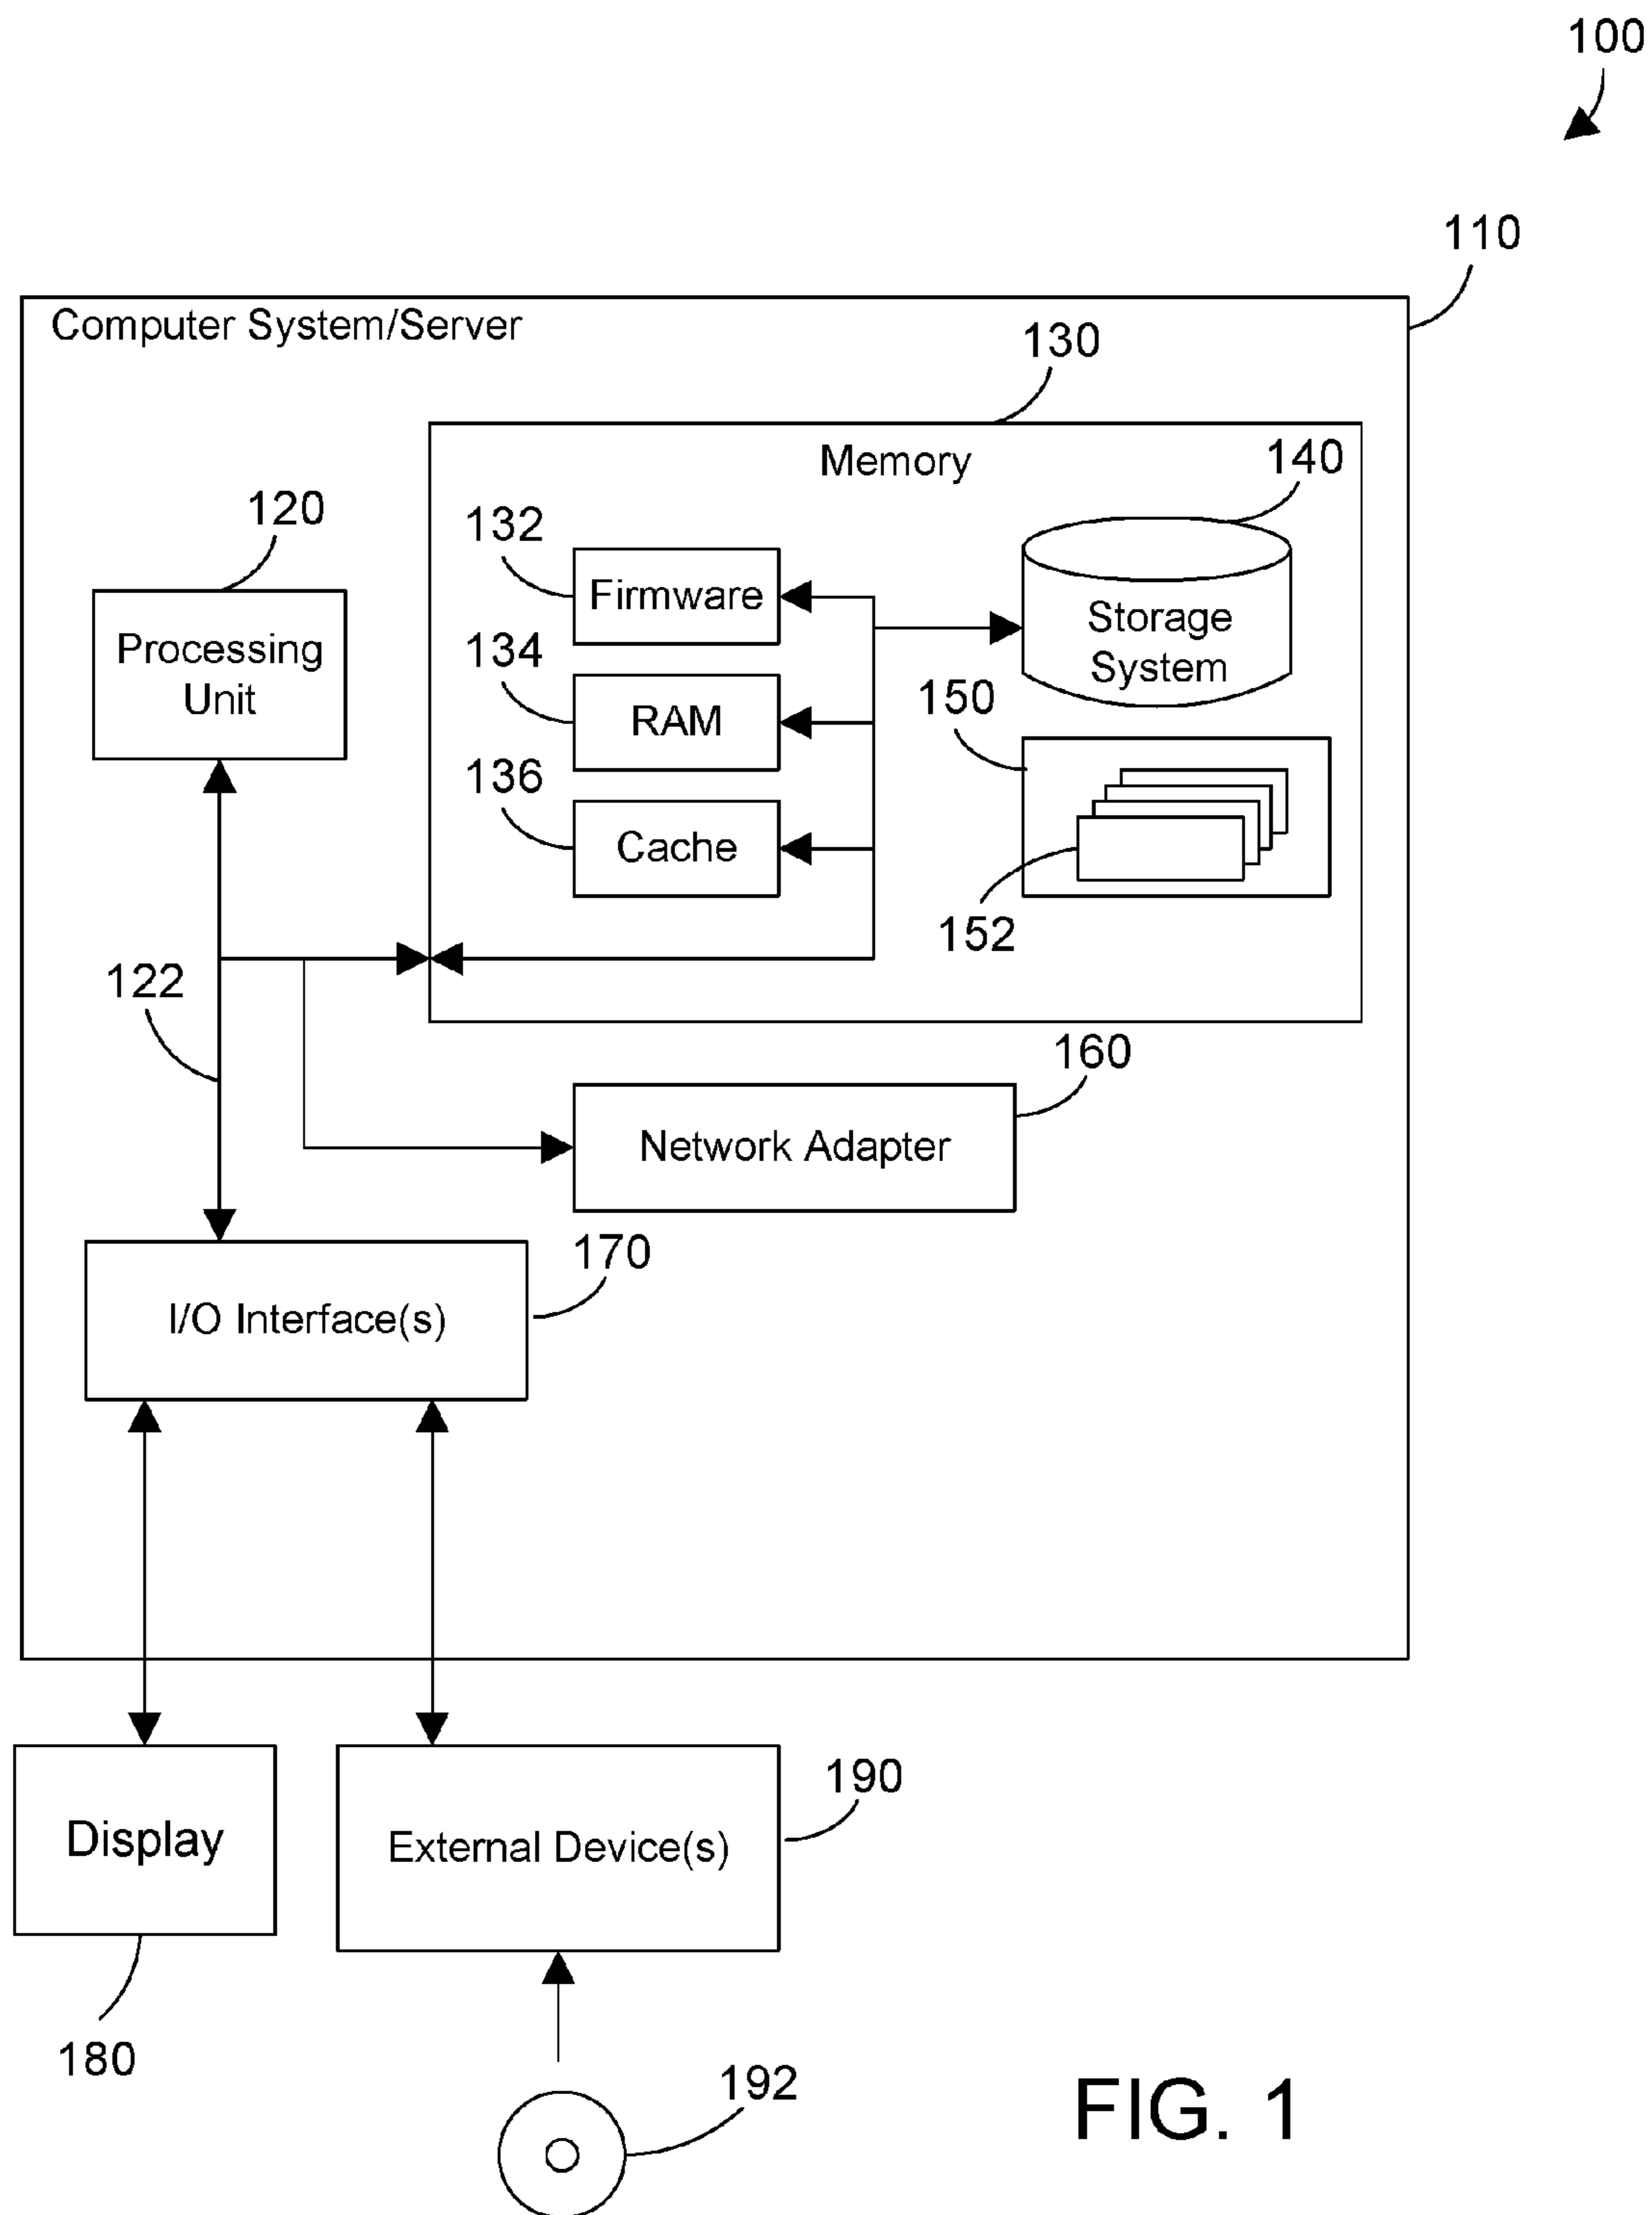 100
110
Computer System/Server
130
Memory
140
120
132
Firmware
Processing
Unit
Storage
System
134
RAM
150
136
Cache
152
122
160
Network Adapter
170
I/O Interface(s)
190
Display
External Device(s)
180
192
FIG. 1